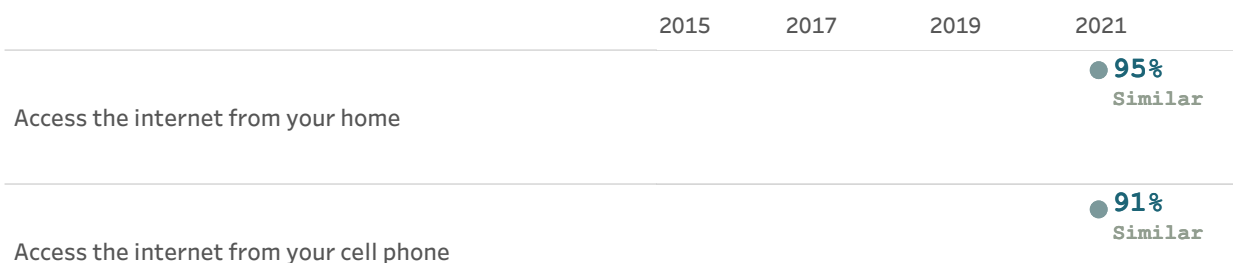 2015 2017 2019 2021
95%
Similar
Access the internet from your home
91%
Similar
Access the internet from your cell phone